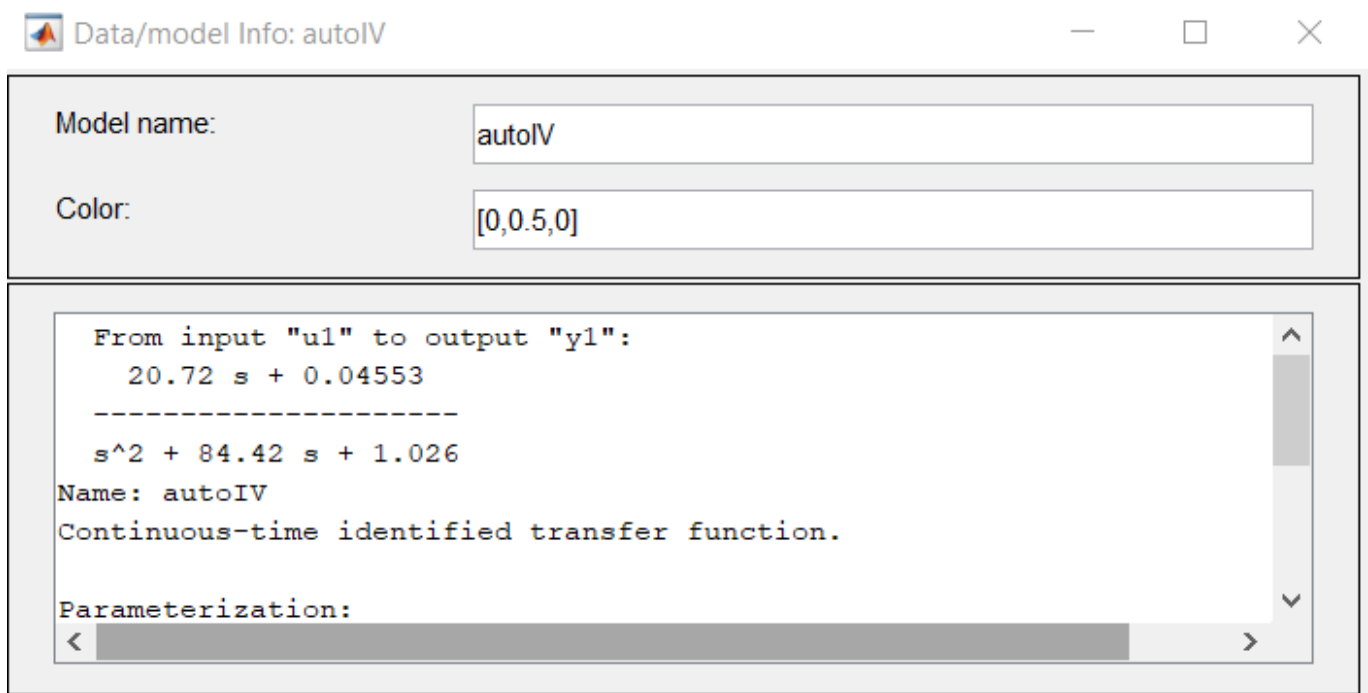 Data/model Info: autoIV
Model name:
autoIV
Color:
[0,0.5,0]
From input "u1" to output "y1":
20.72 s + 0.04553
---------------------
s^2 + 84.42 s + 1.026
Name: autoIV
Continuous-time identified transfer function.
Parameterization: